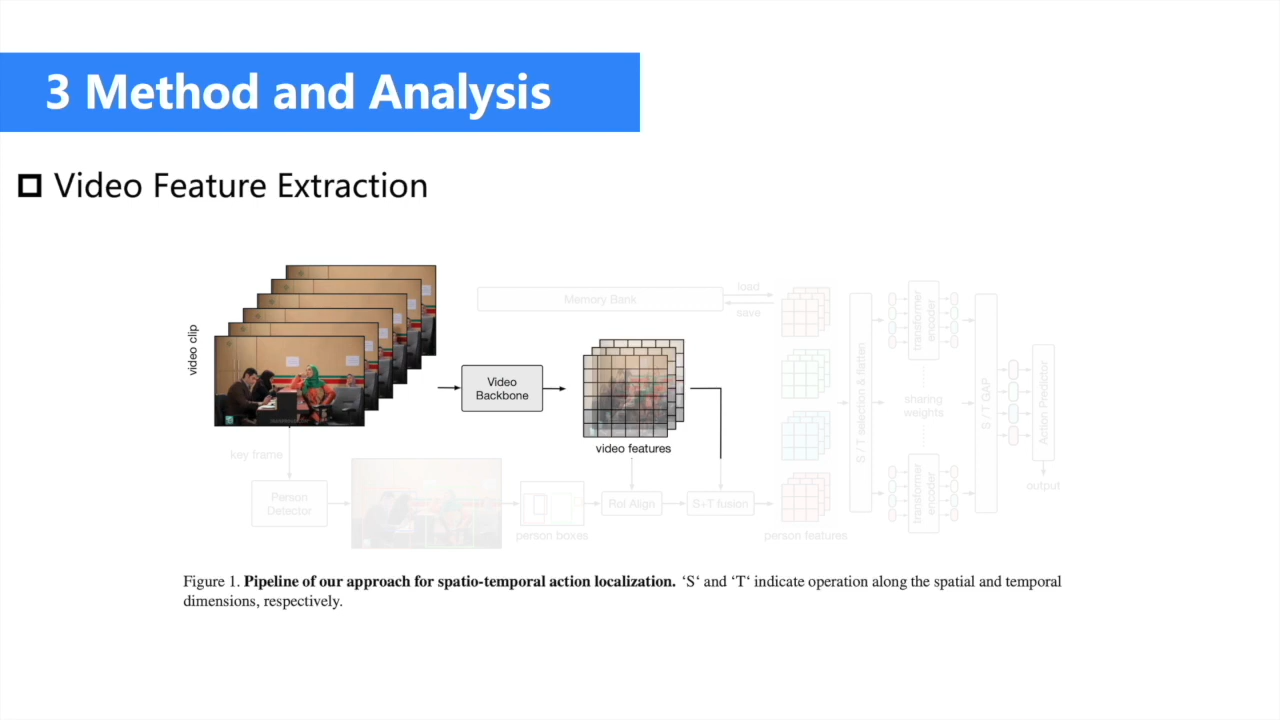 3 Method and Analysis
Video Feature Extraction
video clip
Memory Bank
load
save
Video
Backbone
video features
key frame
Person
Detector
person boxes
RoI Align
S+T fusion
person features
S / T selection & flatten
transformer
encoder
sharing
weights
transformer
encoder
S / T GAP
Action Predictor
output
Figure 1. Pipeline of our approach for spatio-temporal action localization. ‘S‘ and ‘T‘ indicate operation along the spatial and temporal
dimensions, respectively.